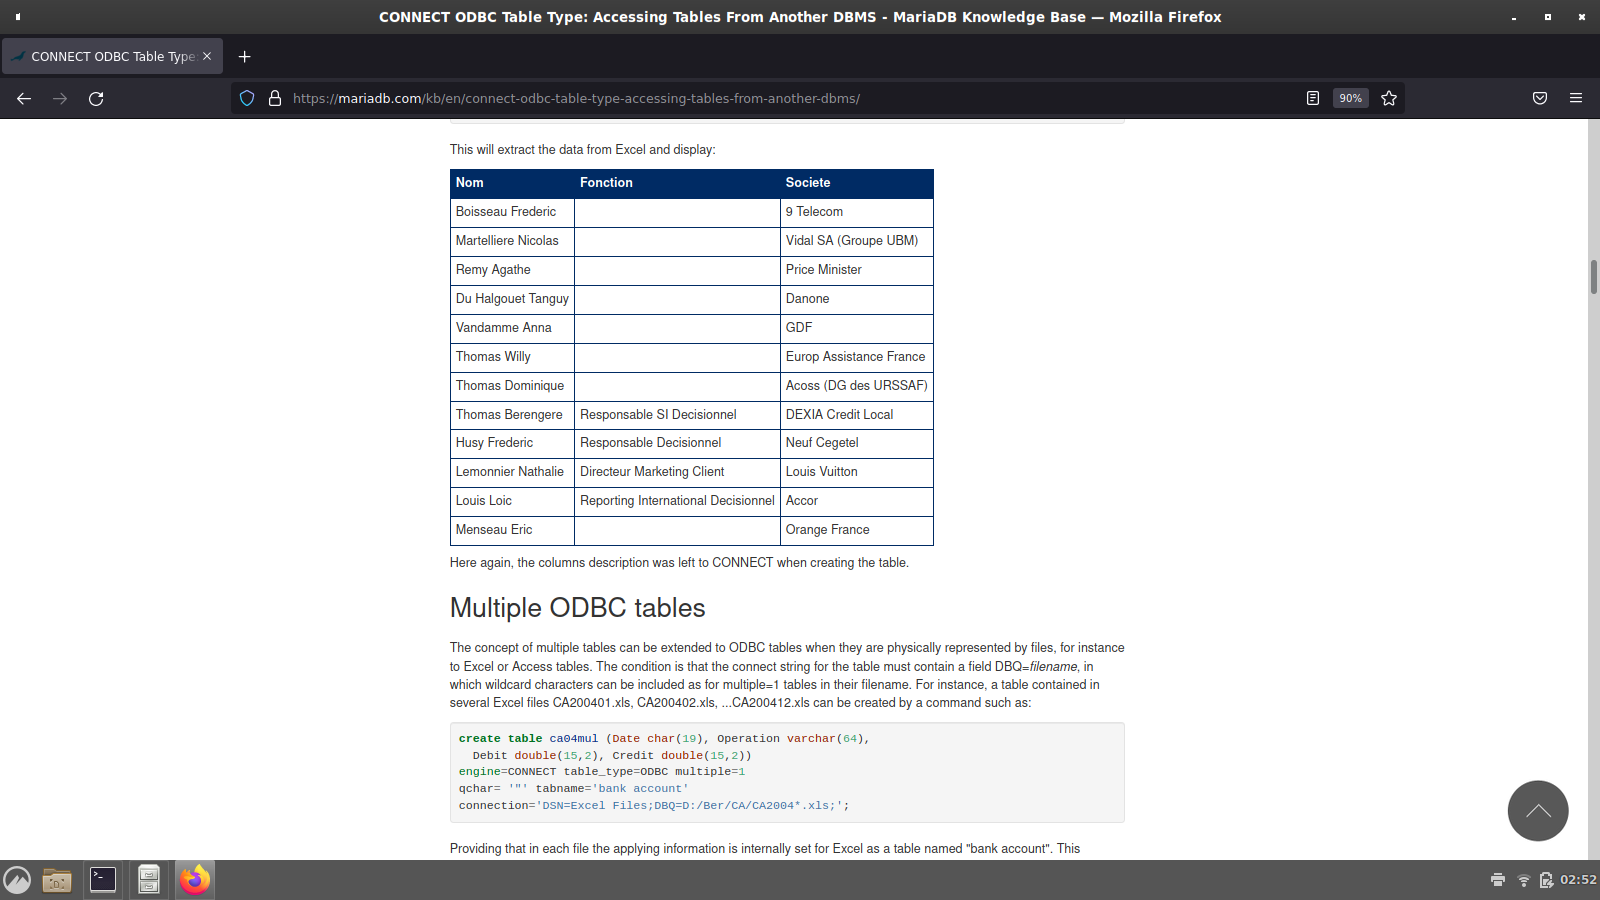 CONNECT ODBC Table Type: Accessing Tables From Another DBMS - MariaDB Knowledge Base — Mozilla Firefox
CONNECT ODBC Table Type:
https://mariadb.com/kb/en/connect-odbc-table-type-accessing-tables-from-another-dbms/
90%
This will extract the data from Excel and display:
Nom Fonction Societe
Boisseau Frederic 9 Telecom
Martelliere Nicolas Vidal SA (Groupe UBM)
Remy Agathe Price Minister
Du Halgouet Tanguy Danone
Vandamme Anna GDF
Thomas Willy Europ Assistance France
Thomas Dominique Acoss (DG des URSSAF)
Thomas Berengere Responsable SI Decisionnel DEXIA Credit Local
Husy Frederic Responsable Decisionnel Neuf Cegetel
Lemonnier Nathalie Directeur Marketing Client Louis Vuitton
Louis Loic Reporting International Decisionnel Accor
Menseau Eric Orange France
Here again, the columns description was left to CONNECT when creating the table.
Multiple ODBC tables
The concept of multiple tables can be extended to ODBC tables when they are physically represented by files, for instance
to Excel or Access tables. The condition is that the connect string for the table must contain a field DBQ=filename, in
which wildcard characters can be included as for multiple=1 tables in their filename. For instance, a table contained in
several Excel files CA200401.xls, CA200402.xls, ...CA200412.xls can be created by a command such as:
create table ca04mul (Date char(19), Operation varchar(64),
Debit double(15,2), Credit double(15,2))
engine=CONNECT table_type=ODBC multiple=1
qchar= '"' tabname='bank account'
connection='DSN=Excel Files;DBQ=D:/Ber/CA/CA2004*.xls;';
Providing that in each file the applying information is internally set for Excel as a table named "bank account". This
02:52